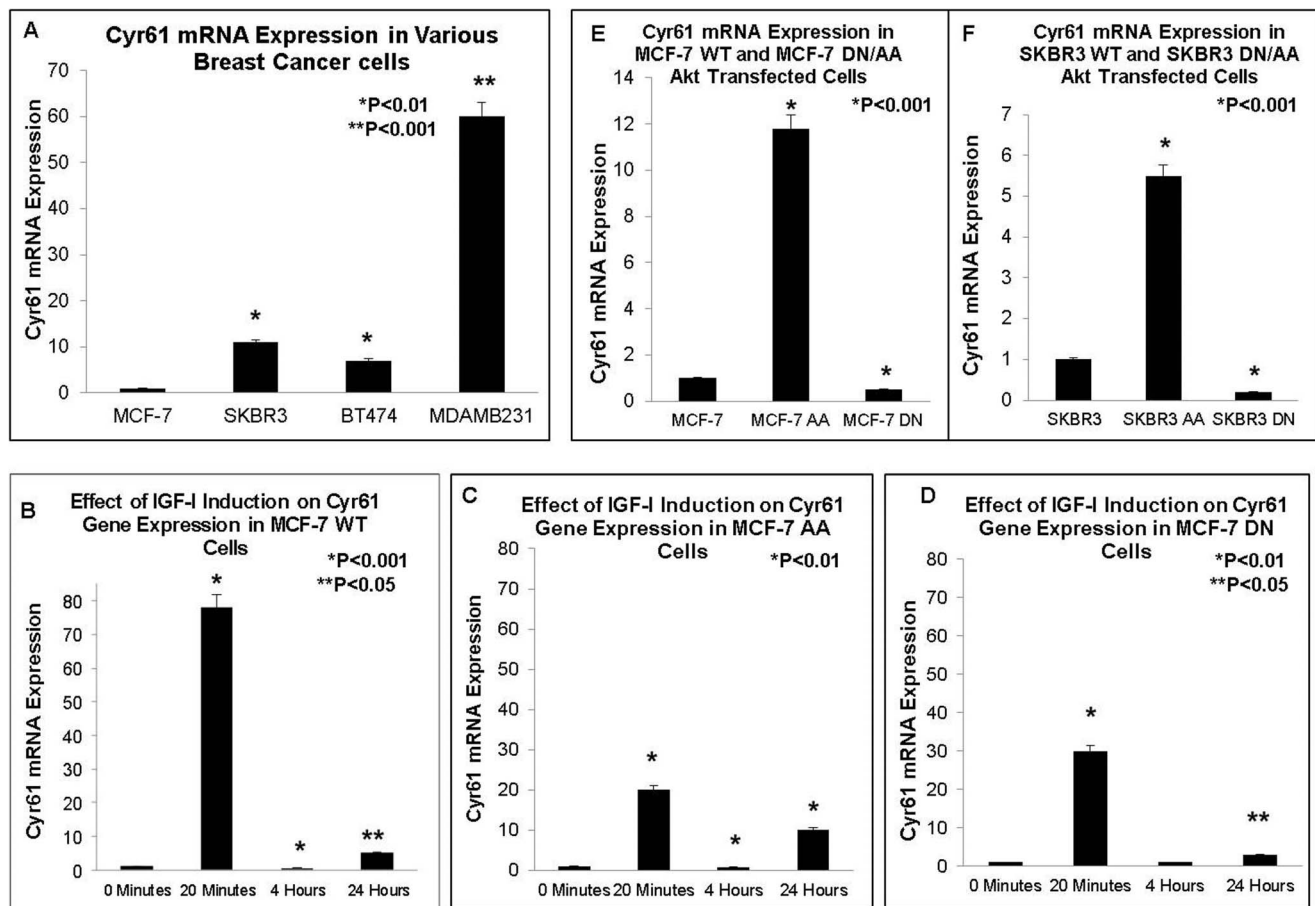 A
Cyr61 mRNA Expression in Various
Breast Cancer cells
*P<0.01
**P<0.001
Cyr61 mRNA Expression
70
60
50
40
30
20
10
0
*
*
**
MCF-7 SKBR3 BT474 MDAMB231
E
Cyr61 mRNA Expression in
MCF-7 WT and MCF-7 DN/AA
Akt Transfected Cells
*P<0.001
Cyr61 mRNA Expression
14
12
10
8
6
4
2
0
*
*
MCF-7 MCF-7 AA MCF-7 DN
F
Cyr61 mRNA Expression in
SKBR3 WT and SKBR3 DN/AA
Akt Transfected Cells
*P<0.001
Cyr61 mRNA Expression
7
6
5
4
3
2
1
0
*
*
SKBR3 SKBR3 AA SKBR3 DN
B
Effect of IGF-I Induction on Cyr61
Gene Expression in MCF-7 WT
Cells
*P<0.001
**P<0.05
Cyr61 mRNA Expression
80
70
60
50
40
30
20
10
0
*
*
**
0 Minutes 20 Minutes 4 Hours 24 Hours
C
Effect of IGF-I Induction on Cyr61
Gene Expression in MCF-7 AA
Cells
*P<0.01
Cyr61 mRNA Expression
80
70
60
50
40
30
20
10
0
*
*
*
0 Minutes 20 Minutes 4 Hours 24 Hours
D
Effect of IGF-I Induction on Cyr61
Gene Expression in MCF-7 DN
Cells
*P<0.01
**P<0.05
Cyr61 mRNA Expression
80
70
60
50
40
30
20
10
0
*
**
0 Minutes 20 Minutes 4 Hours 24 Hours